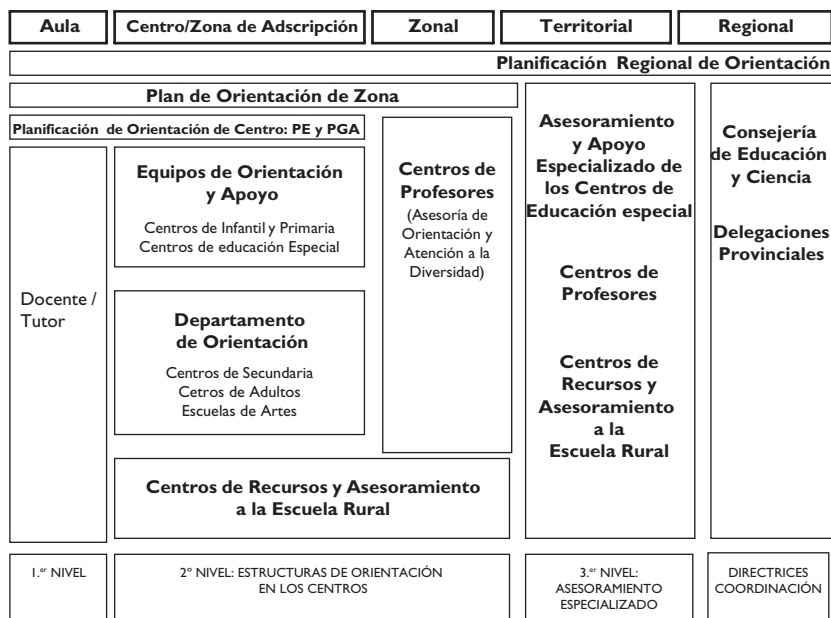 Aula
Centro/Zona de Adscripción
Zonal
Territorial
Regional
Planificación Regional de Orientación
Plan de Orientación de Zona
Planificación de Orientación de Centro: PE y PGA
Docente /
Tutor
Equipos de Orientación
y Apoyo
Centros de Infantil y Primaria
Centros de educación Especial
Departamento
de Orientación
Centros de Secundaria
Cetros de Adultos
Escuelas de Artes
Centros de
Profesores
(Asesoría de
Orientación y
Atención a la
Diversidad)
Centros de Recursos y Asesoramiento
a la Escuela Rural
Asesoramiento
y Apoyo
Especializado de
los Centros de
Educación especial
Centros de
Profesores
Centros de
Recursos y
Asesoramiento
a la
Escuela Rural
Consejería
de Educación
y Ciencia
Delegaciones
Provinciales
1.er NIVEL
2º NIVEL: ESTRUCTURAS DE ORIENTACIÓN
EN LOS CENTROS
3.er NIVEL:
ASESORAMIENTO
ESPECIALIZADO
DIRECTRICES
COORDINACIÓN